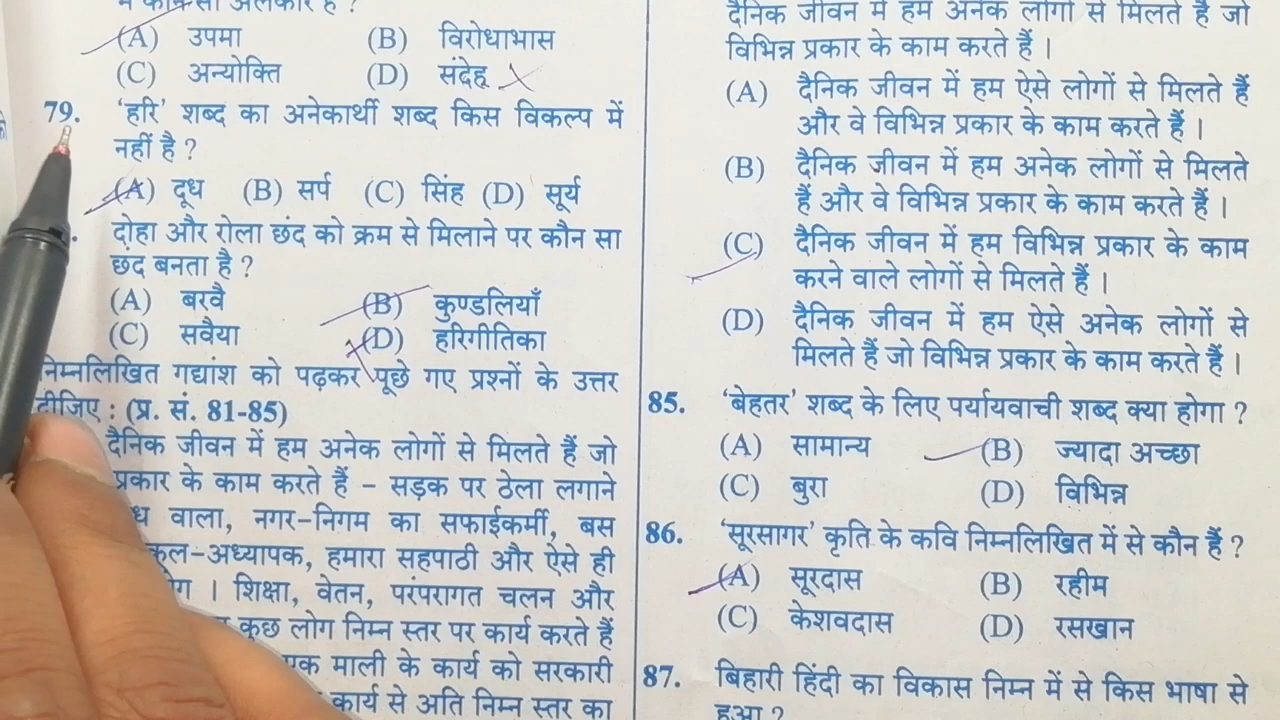 में कौन सा अलंकार है ?
(A) उपमा (B) विरोधाभास
(C) अन्योक्ति (D) संदेह
79. ‘हरि’ शब्द का अनेकार्थी शब्द किस विकल्प में
नहीं है ?
(A) दूध (B) सर्प (C) सिंह (D) सूर्य
दोहा और रोला छंद को क्रम से मिलाने पर कौन सा
छंद बनता है ?
(A) बरवै (B) कुण्डलियाँ
(C) सवैया (D) हरिगीतिका
निम्नलिखित गद्यांश को पढ़कर पूछे गए प्रश्नों के उत्तर
दीजिए : (प्र. सं. 81-85)
दैनिक जीवन में हम अनेक लोगों से मिलते हैं जो
प्रकार के काम करते हैं – सड़क पर ठेला लगाने
वाला, नगर-निगम का सफाईकर्मी, बस
स्कूल-अध्यापक, हमारा सहपाठी और ऐसे ही
। शिक्षा, वेतन, परंपरागत चलन और
कुछ लोग निम्न स्तर पर कार्य करते हैं
माली के कार्य को सरकारी
कार्य से अति निम्न स्तर का
दैनिक जीवन में हम अनेक लोगों से मिलते हैं जो
विभिन्न प्रकार के काम करते हैं ।
(A) दैनिक जीवन में हम ऐसे लोगों से मिलते हैं
और वे विभिन्न प्रकार के काम करते हैं ।
(B) दैनिक जीवन में हम अनेक लोगों से मिलते
हैं और वे विभिन्न प्रकार के काम करते हैं ।
(C) दैनिक जीवन में हम विभिन्न प्रकार के काम
करने वाले लोगों से मिलते हैं ।
(D) दैनिक जीवन में हम ऐसे अनेक लोगों से
मिलते हैं जो विभिन्न प्रकार के काम करते हैं ।
85. ‘बेहतर’ शब्द के लिए पर्यायवाची शब्द क्या होगा ?
(A) सामान्य (B) ज्यादा अच्छा
(C) बुरा (D) विभिन्न
86. ‘सूरसागर’ कृति के कवि निम्नलिखित में से कौन हैं ?
(A) सूरदास (B) रहीम
(C) केशवदास (D) रसखान
87. बिहारी हिंदी का विकास निम्न में से किस भाषा से
हुआ ?